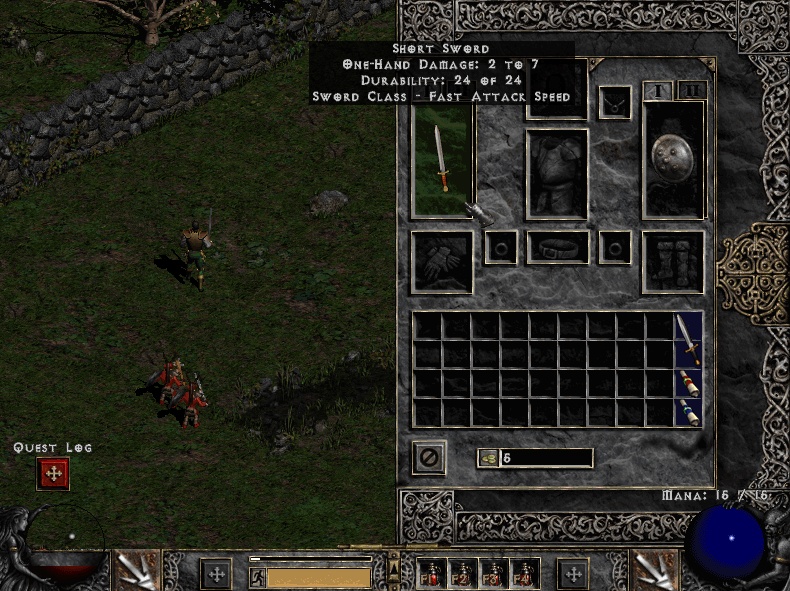 Short Sword
One-Hand Damage: 2 to 7
Durability: 24 of 24
Sword Class - Fast Attack Speed
I II
Quest Log
6
Mana: 16 / 16
F1 F2 F3 F4